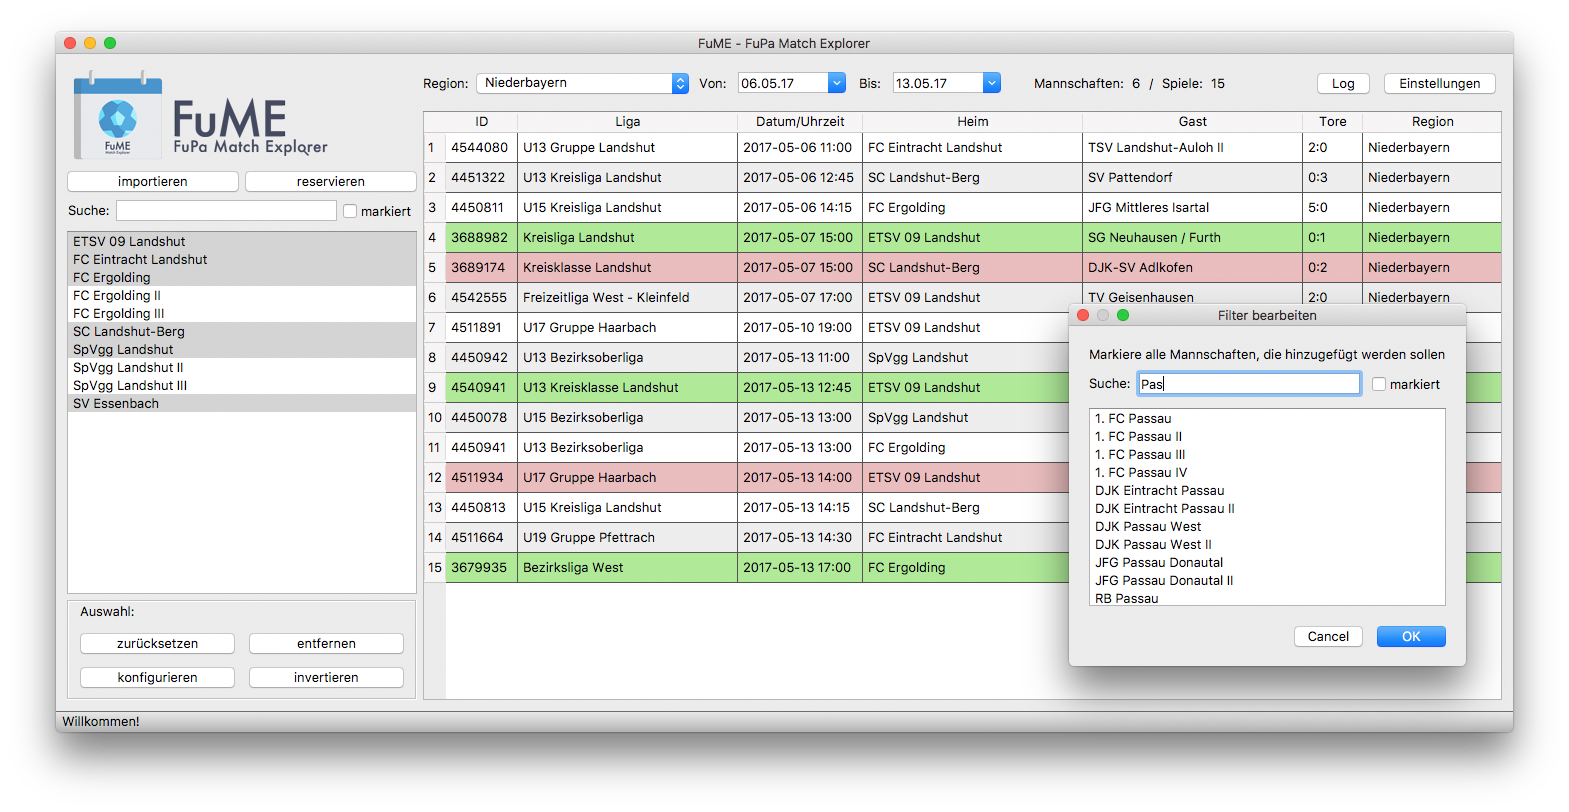 FuME - FuPa Match Explorer
FuME
Match Explorer
FuME
FuPa Match Explorer
Region: Niederbayern Von: 06.05.17 Bis: 13.05.17 Mannschaften: 6 / Spiele: 15 Log Einstellungen
importieren reservieren
Suche: markiert
ETSV 09 Landshut
FC Eintracht Landshut
FC Ergolding
FC Ergolding II
FC Ergolding III
SC Landshut-Berg
SpVgg Landshut
SpVgg Landshut II
SpVgg Landshut III
SV Essenbach
Auswahl:
zurücksetzen entfernen
konfigurieren invertieren
ID Liga Datum/Uhrzeit Heim Gast Tore Region
1 4544080 U13 Gruppe Landshut 2017-05-06 11:00 FC Eintracht Landshut TSV Landshut-Auloh II 2:0 Niederbayern
2 4451322 U13 Kreisliga Landshut 2017-05-06 12:45 SC Landshut-Berg SV Pattendorf 0:3 Niederbayern
3 4450811 U15 Kreisliga Landshut 2017-05-06 14:15 FC Ergolding JFG Mittleres Isartal 5:0 Niederbayern
4 3688982 Kreisliga Landshut 2017-05-07 15:00 ETSV 09 Landshut SG Neuhausen / Furth 0:1 Niederbayern
5 3689174 Kreisklasse Landshut 2017-05-07 15:00 SC Landshut-Berg DJK-SV Adlkofen 0:2 Niederbayern
6 4542555 Freizeitliga West - Kleinfeld 2017-05-07 17:00 ETSV 09 Landshut TV Geisenhausen 2:0 Niederbayern
7 4511891 U17 Gruppe Haarbach 2017-05-10 19:00 ETSV 09 Landshut
8 4450942 U13 Bezirksoberliga 2017-05-13 11:00 SpVgg Landshut
9 4540941 U13 Kreisklasse Landshut 2017-05-13 12:45 ETSV 09 Landshut
10 4450078 U15 Bezirksoberliga 2017-05-13 13:00 SpVgg Landshut
11 4450941 U13 Bezirksoberliga 2017-05-13 13:00 FC Ergolding
12 4511934 U17 Gruppe Haarbach 2017-05-13 14:00 ETSV 09 Landshut
13 4450813 U15 Kreisliga Landshut 2017-05-13 14:15 SC Landshut-Berg
14 4511664 U19 Gruppe Pfettrach 2017-05-13 14:30 FC Eintracht Landshut
15 3679935 Bezirksliga West 2017-05-13 17:00 FC Ergolding
Filter bearbeiten
Markiere alle Mannschaften, die hinzugefügt werden sollen
Suche: Pas markiert
1. FC Passau
1. FC Passau II
1. FC Passau III
1. FC Passau IV
DJK Eintracht Passau
DJK Eintracht Passau II
DJK Passau West
DJK Passau West II
JFG Passau Donautal
JFG Passau Donautal II
RB Passau
Cancel OK
Willkommen!